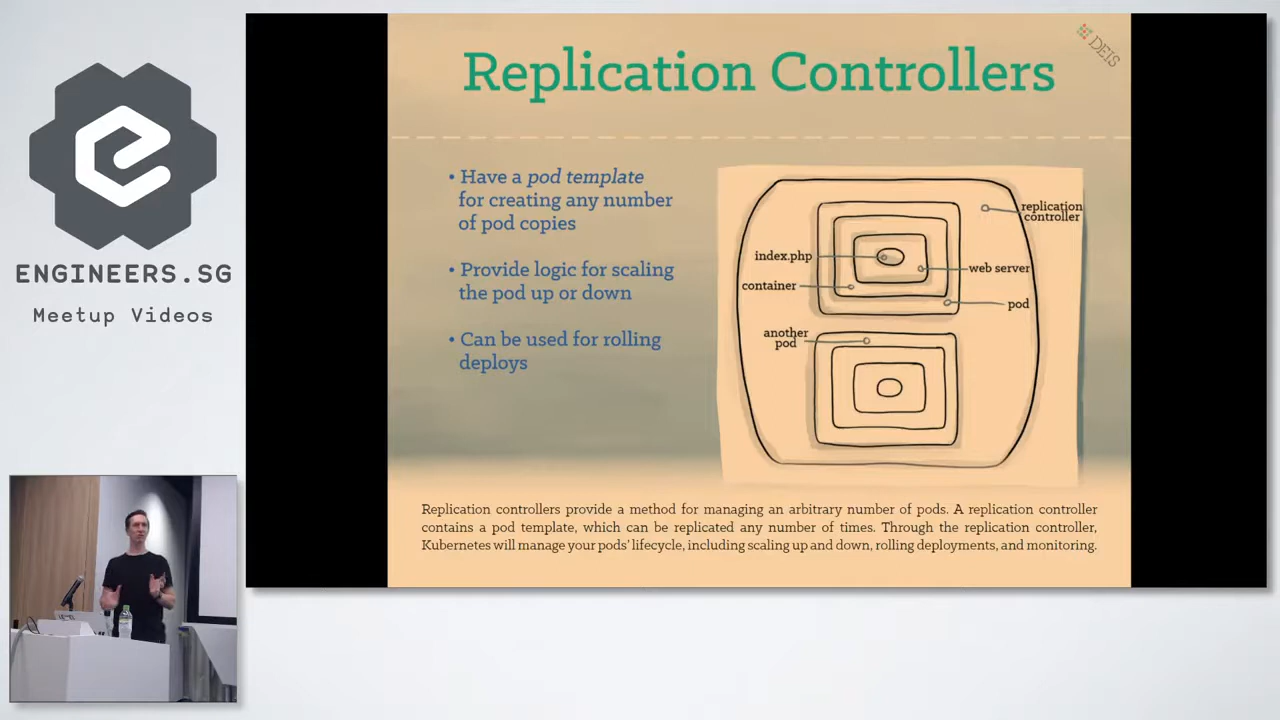 ENGINEERS.SG
Meetup Videos
DEIS
Replication Controllers
• Have a pod template
for creating any number
of pod copies
• Provide logic for scaling
the pod up or down
• Can be used for rolling
deploys
replication
controller
index.php
web server
container
pod
another
pod
Replication controllers provide a method for managing an arbitrary number of pods. A replication controller
contains a pod template, which can be replicated any number of times. Through the replication controller,
Kubernetes will manage your pods' lifecycle, including scaling up and down, rolling deployments, and monitoring.